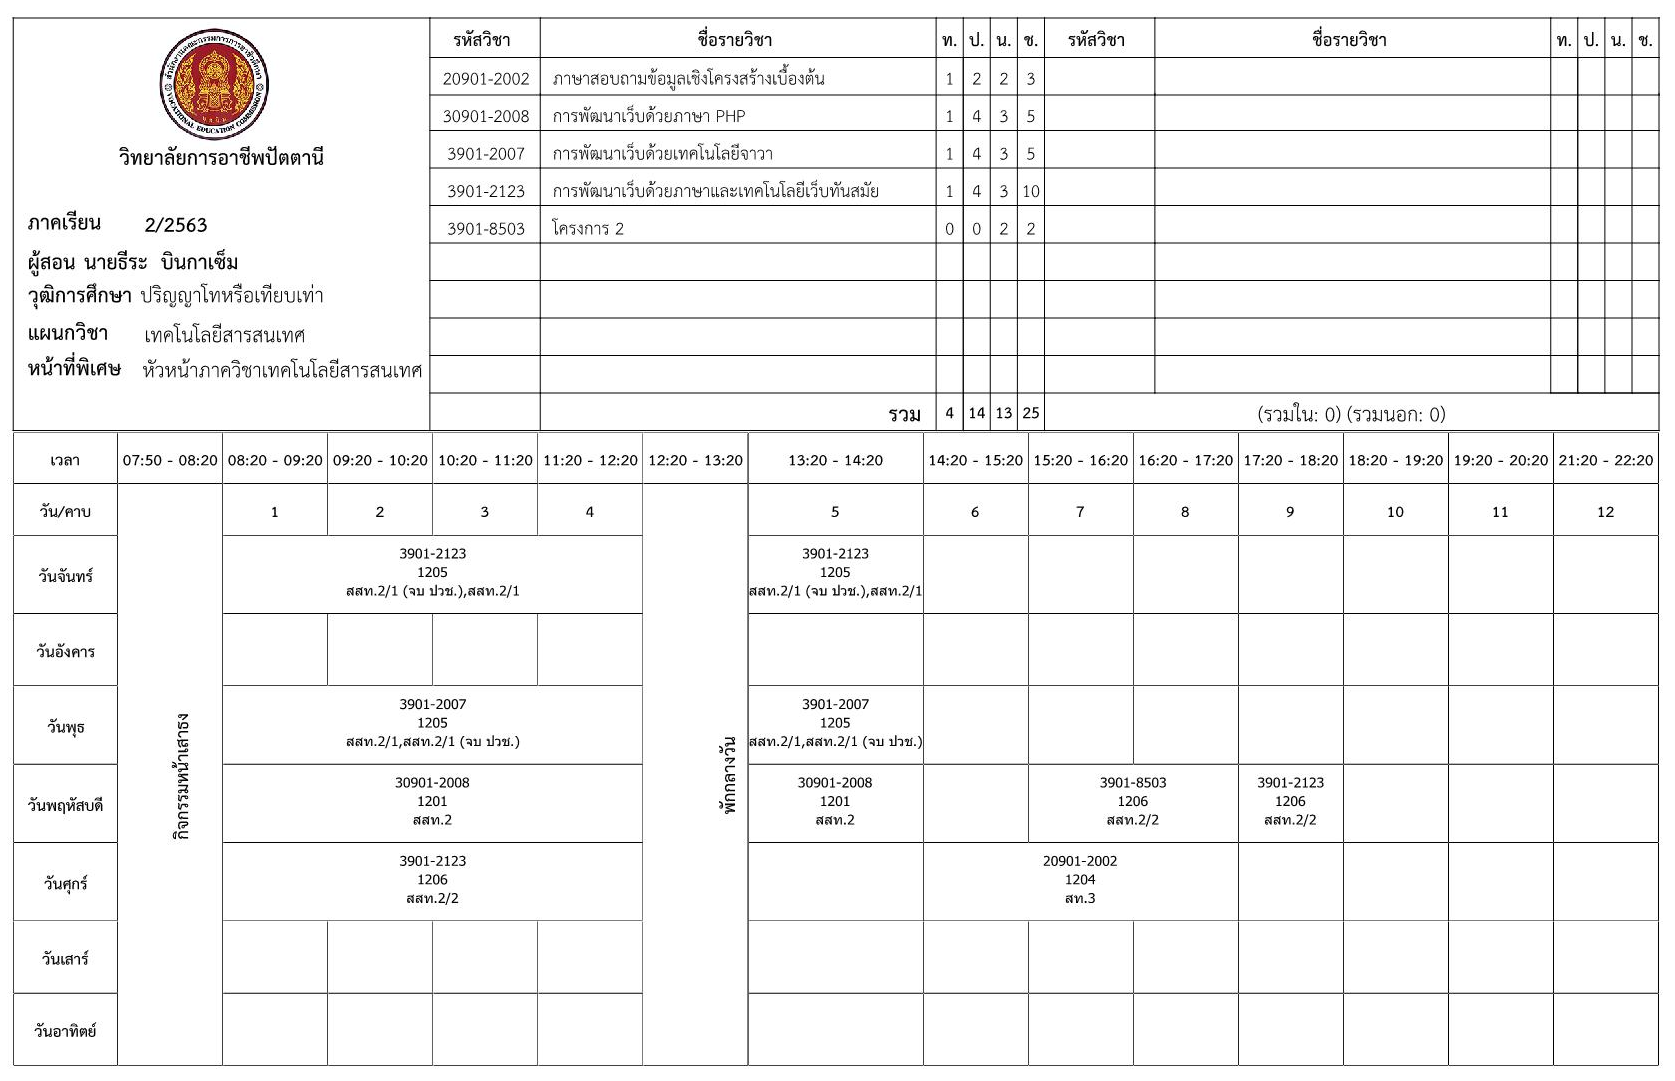 สำนักงานคณะกรรมการการอาชีวศึกษา
VOCATIONAL EDUCATION COMMISSION
วิทยาลัยการอาชีพปัตตานี
ภาคเรียน 2/2563
ผู้สอน นายธีระ บินกาเซ็ม
วุฒิการศึกษา ปริญญาโทหรือเทียบเท่า
แผนกวิชา เทคโนโลยีสารสนเทศ
หน้าที่พิเศษ หัวหน้าภาควิชาเทคโนโลยีสารสนเทศ
รหัสวิชา ชื่อรายวิชา ท. ป. น. ช. รหัสวิชา ชื่อรายวิชา ท. ป. น. ช.
20901-2002 ภาษาสอบถามข้อมูลเชิงโครงสร้างเบื้องต้น 1 2 2 3
30901-2008 การพัฒนาเว็บด้วยภาษา PHP 1 4 3 5
3901-2007 การพัฒนาเว็บด้วยเทคโนโลยีจาวา 1 4 3 5
3901-2123 การพัฒนาเว็บด้วยภาษาและเทคโนโลยีเว็บทันสมัย 1 4 3 10
3901-8503 โครงการ 2 0 0 2 2
รวม 4 14 13 25 (รวมใน: 0) (รวมนอก: 0)
เวลา 07:50 - 08:20 08:20 - 09:20 09:20 - 10:20 10:20 - 11:20 11:20 - 12:20 12:20 - 13:20 13:20 - 14:20 14:20 - 15:20 15:20 - 16:20 16:20 - 17:20 17:20 - 18:20 18:20 - 19:20 19:20 - 20:20 21:20 - 22:20
วัน/คาบ 1 2 3 4 5 6 7 8 9 10 11 12
กิจกรรมหน้าเสาธง
พักกลางวัน
วันจันทร์
3901-2123
1205
สสท.2/1 (จบ ปวช.),สสท.2/1
3901-2123
1205
สสท.2/1 (จบ ปวช.),สสท.2/1
วันอังคาร
วันพุธ
3901-2007
1205
สสท.2/1,สสท.2/1 (จบ ปวช.)
3901-2007
1205
สสท.2/1,สสท.2/1 (จบ ปวช.)
วันพฤหัสบดี
30901-2008
1201
สสท.2
30901-2008
1201
สสท.2
3901-8503
1206
สสท.2/2
3901-2123
1206
สสท.2/2
วันศุกร์
3901-2123
1206
สสท.2/2
20901-2002
1204
สท.3
วันเสาร์
วันอาทิตย์